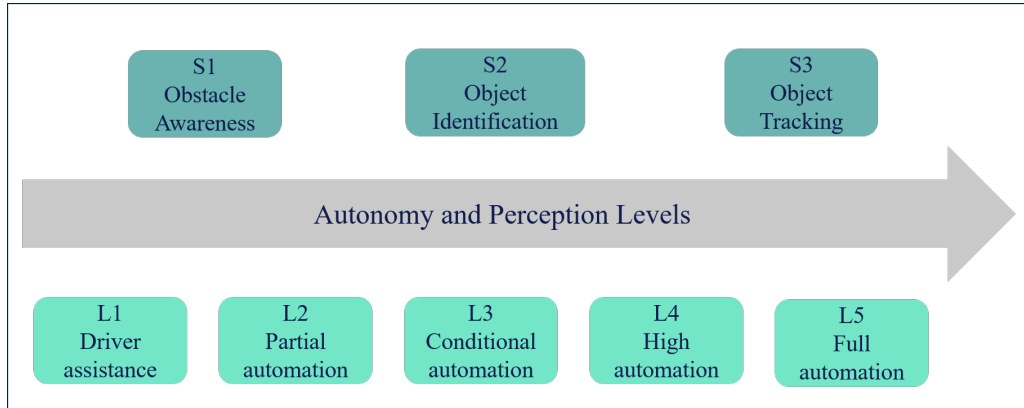 S1
Obstacle
Awareness
S2
Object
Identification
S3
Object
Tracking
Autonomy and Perception Levels
L1
Driver
assistance
L2
Partial
automation
L3
Conditional
automation
L4
High
automation
L5
Full
automation